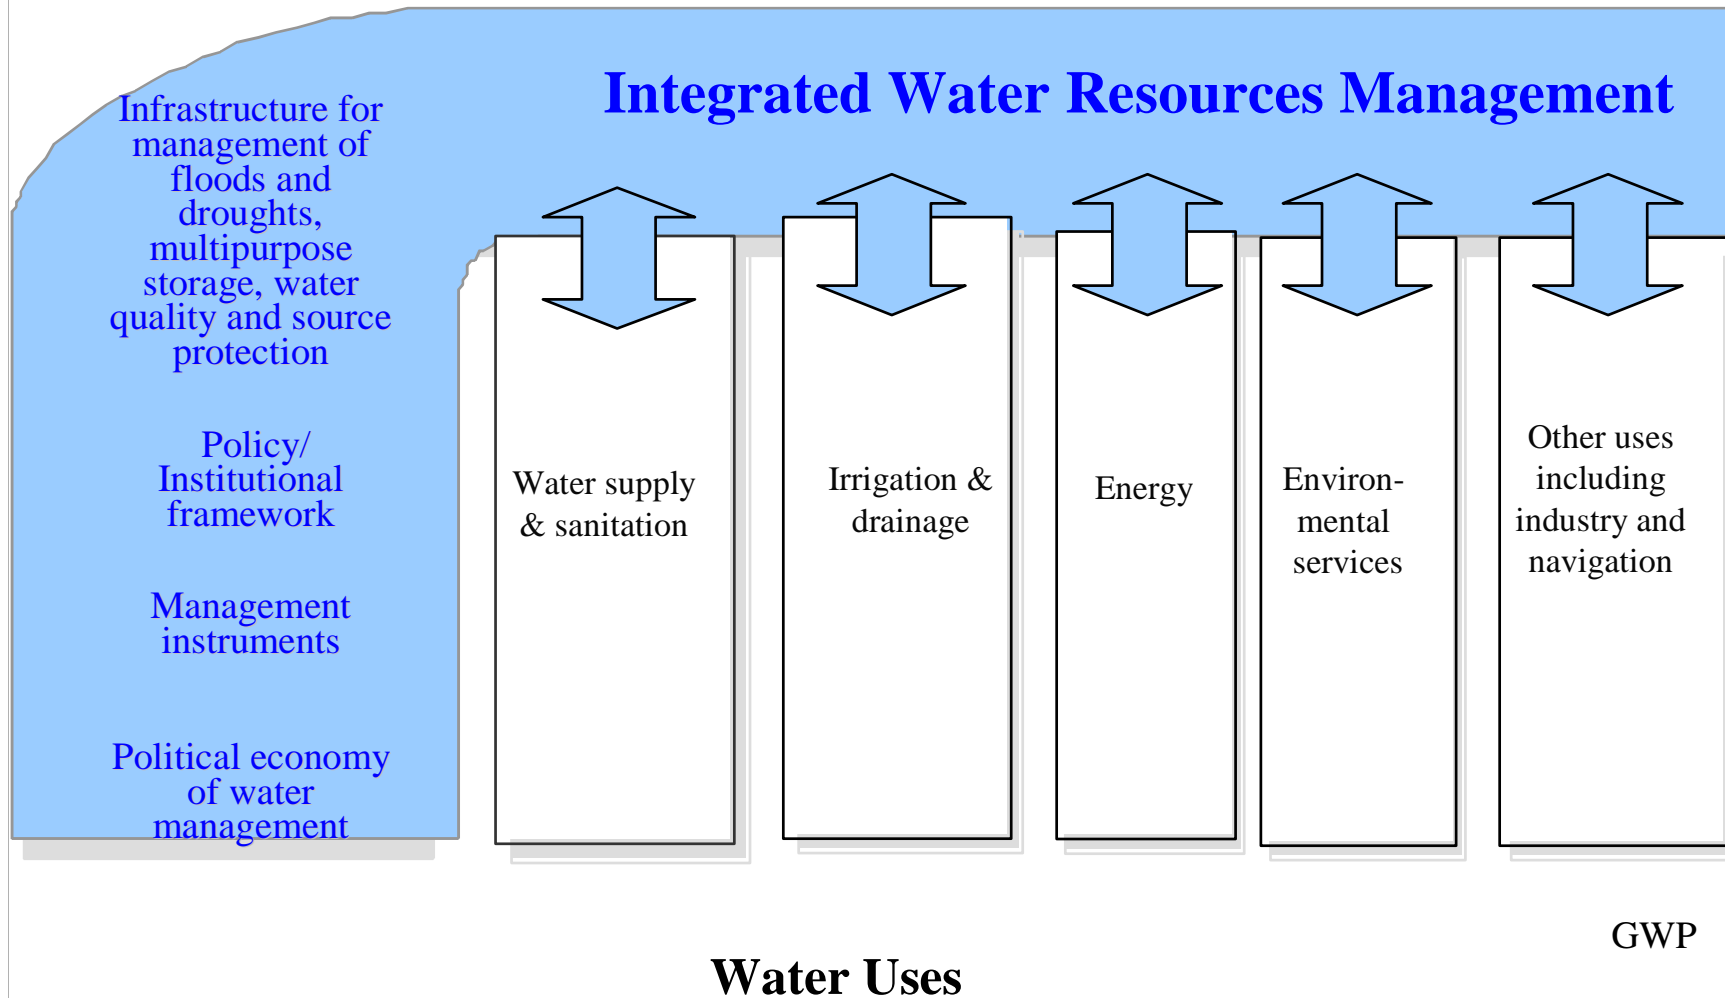 Integrated Water Resources Management
Infrastructure for
management of
floods and
droughts,
multipurpose
storage, water
quality and source
protection
Policy/
Institutional
framework
Management
instruments
Political economy
of water
management
Water supply
& sanitation
Irrigation &
drainage
Energy
Environ-
mental
services
Other uses
including
industry and
navigation
GWP
Water Uses